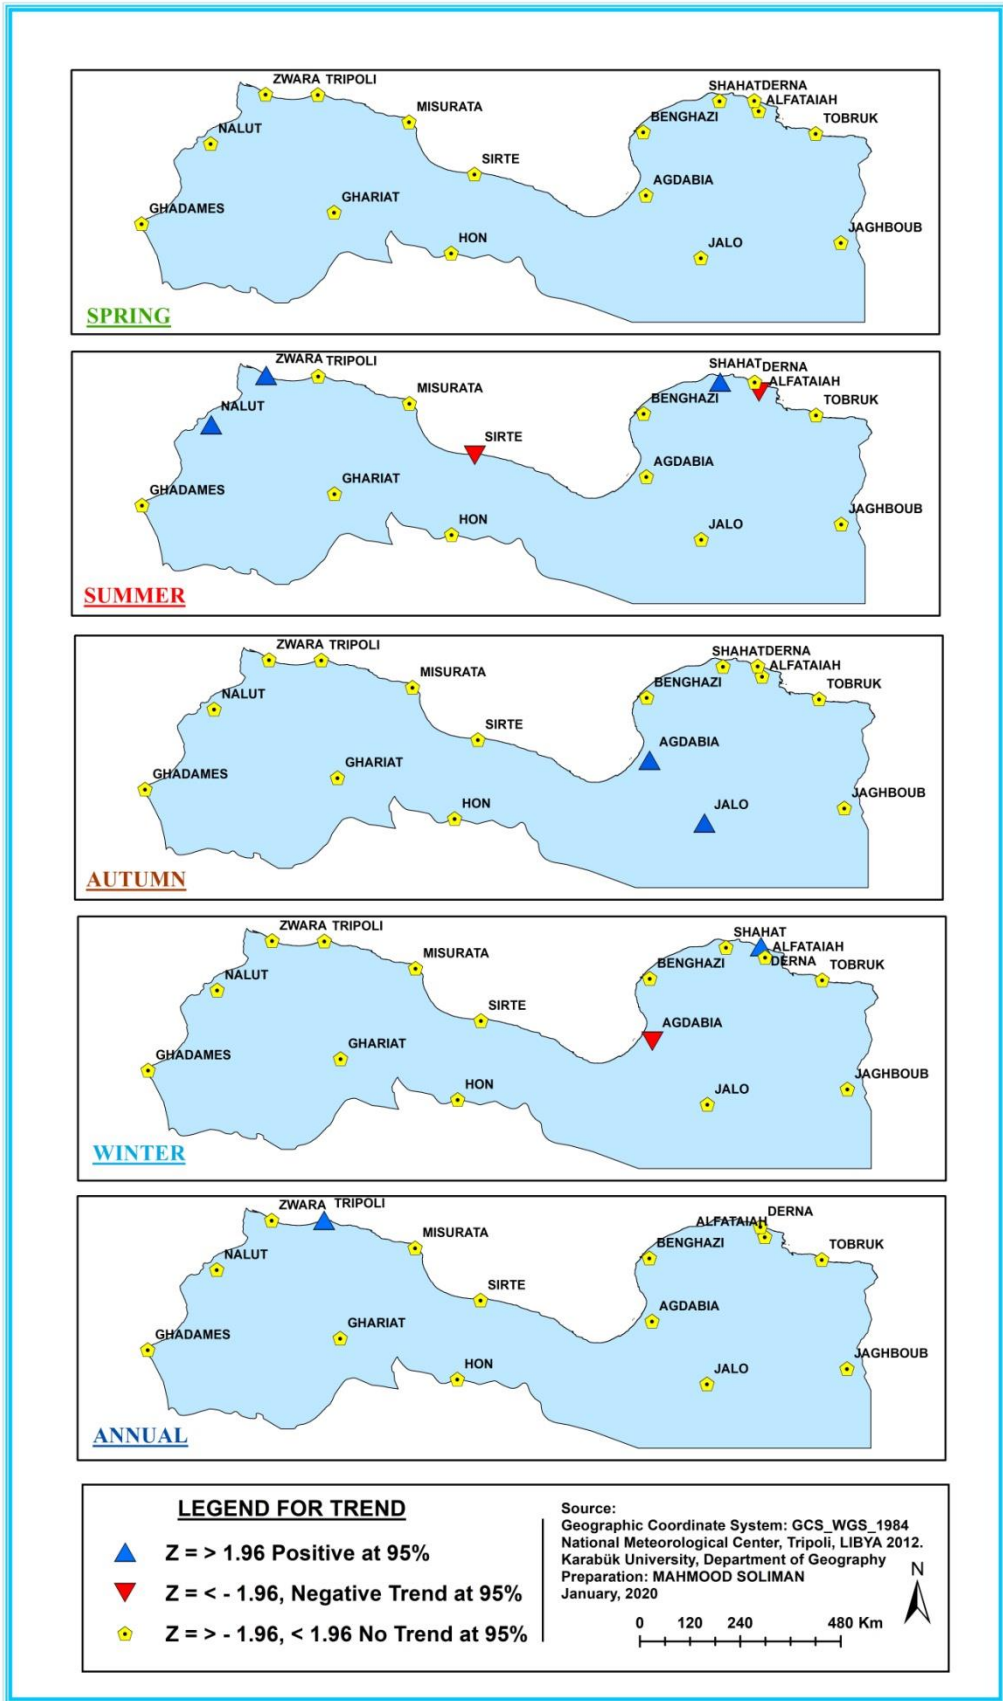 ZWARA TRIPOLI
MISURATA
NALUT
SIRTE
GHADAMES
GHARIAT
HON
SHAHAT DERNA
ALFATAIAH
BENGHAZI
TOBRUK
AGDABIA
JALO
JAGHBOUB
SPRING
ZWARA TRIPOLI
MISURATA
NALUT
SIRTE
GHADAMES
GHARIAT
HON
SHAHAT DERNA
ALFATAIAH
BENGHAZI
TOBRUK
AGDABIA
JALO
JAGHBOUB
SUMMER
ZWARA TRIPOLI
MISURATA
NALUT
SIRTE
GHADAMES
GHARIAT
HON
SHAHAT DERNA
ALFATAIAH
BENGHAZI
TOBRUK
AGDABIA
JALO
JAGHBOUB
AUTUMN
ZWARA TRIPOLI
MISURATA
NALUT
SIRTE
GHADAMES
GHARIAT
HON
SHAHAT
ALFATAIAH
DERNA
BENGHAZI
TOBRUK
AGDABIA
JALO
JAGHBOUB
WINTER
ZWARA TRIPOLI
MISURATA
NALUT
SIRTE
GHADAMES
GHARIAT
HON
DERNA
ALFATAIAH
BENGHAZI
TOBRUK
AGDABIA
JALO
JAGHBOUB
ANNUAL
LEGEND FOR TREND
Z = > 1.96 Positive at 95%
Z = < - 1.96, Negative Trend at 95%
Z = > - 1.96, < 1.96 No Trend at 95%
Source:
Geographic Coordinate System: GCS_WGS_1984
National Meteorological Center, Tripoli, LIBYA 2012.
Karabük University, Department of Geography
Preparation: MAHMOOD SOLIMAN
January, 2020
N
0 120 240 480 Km